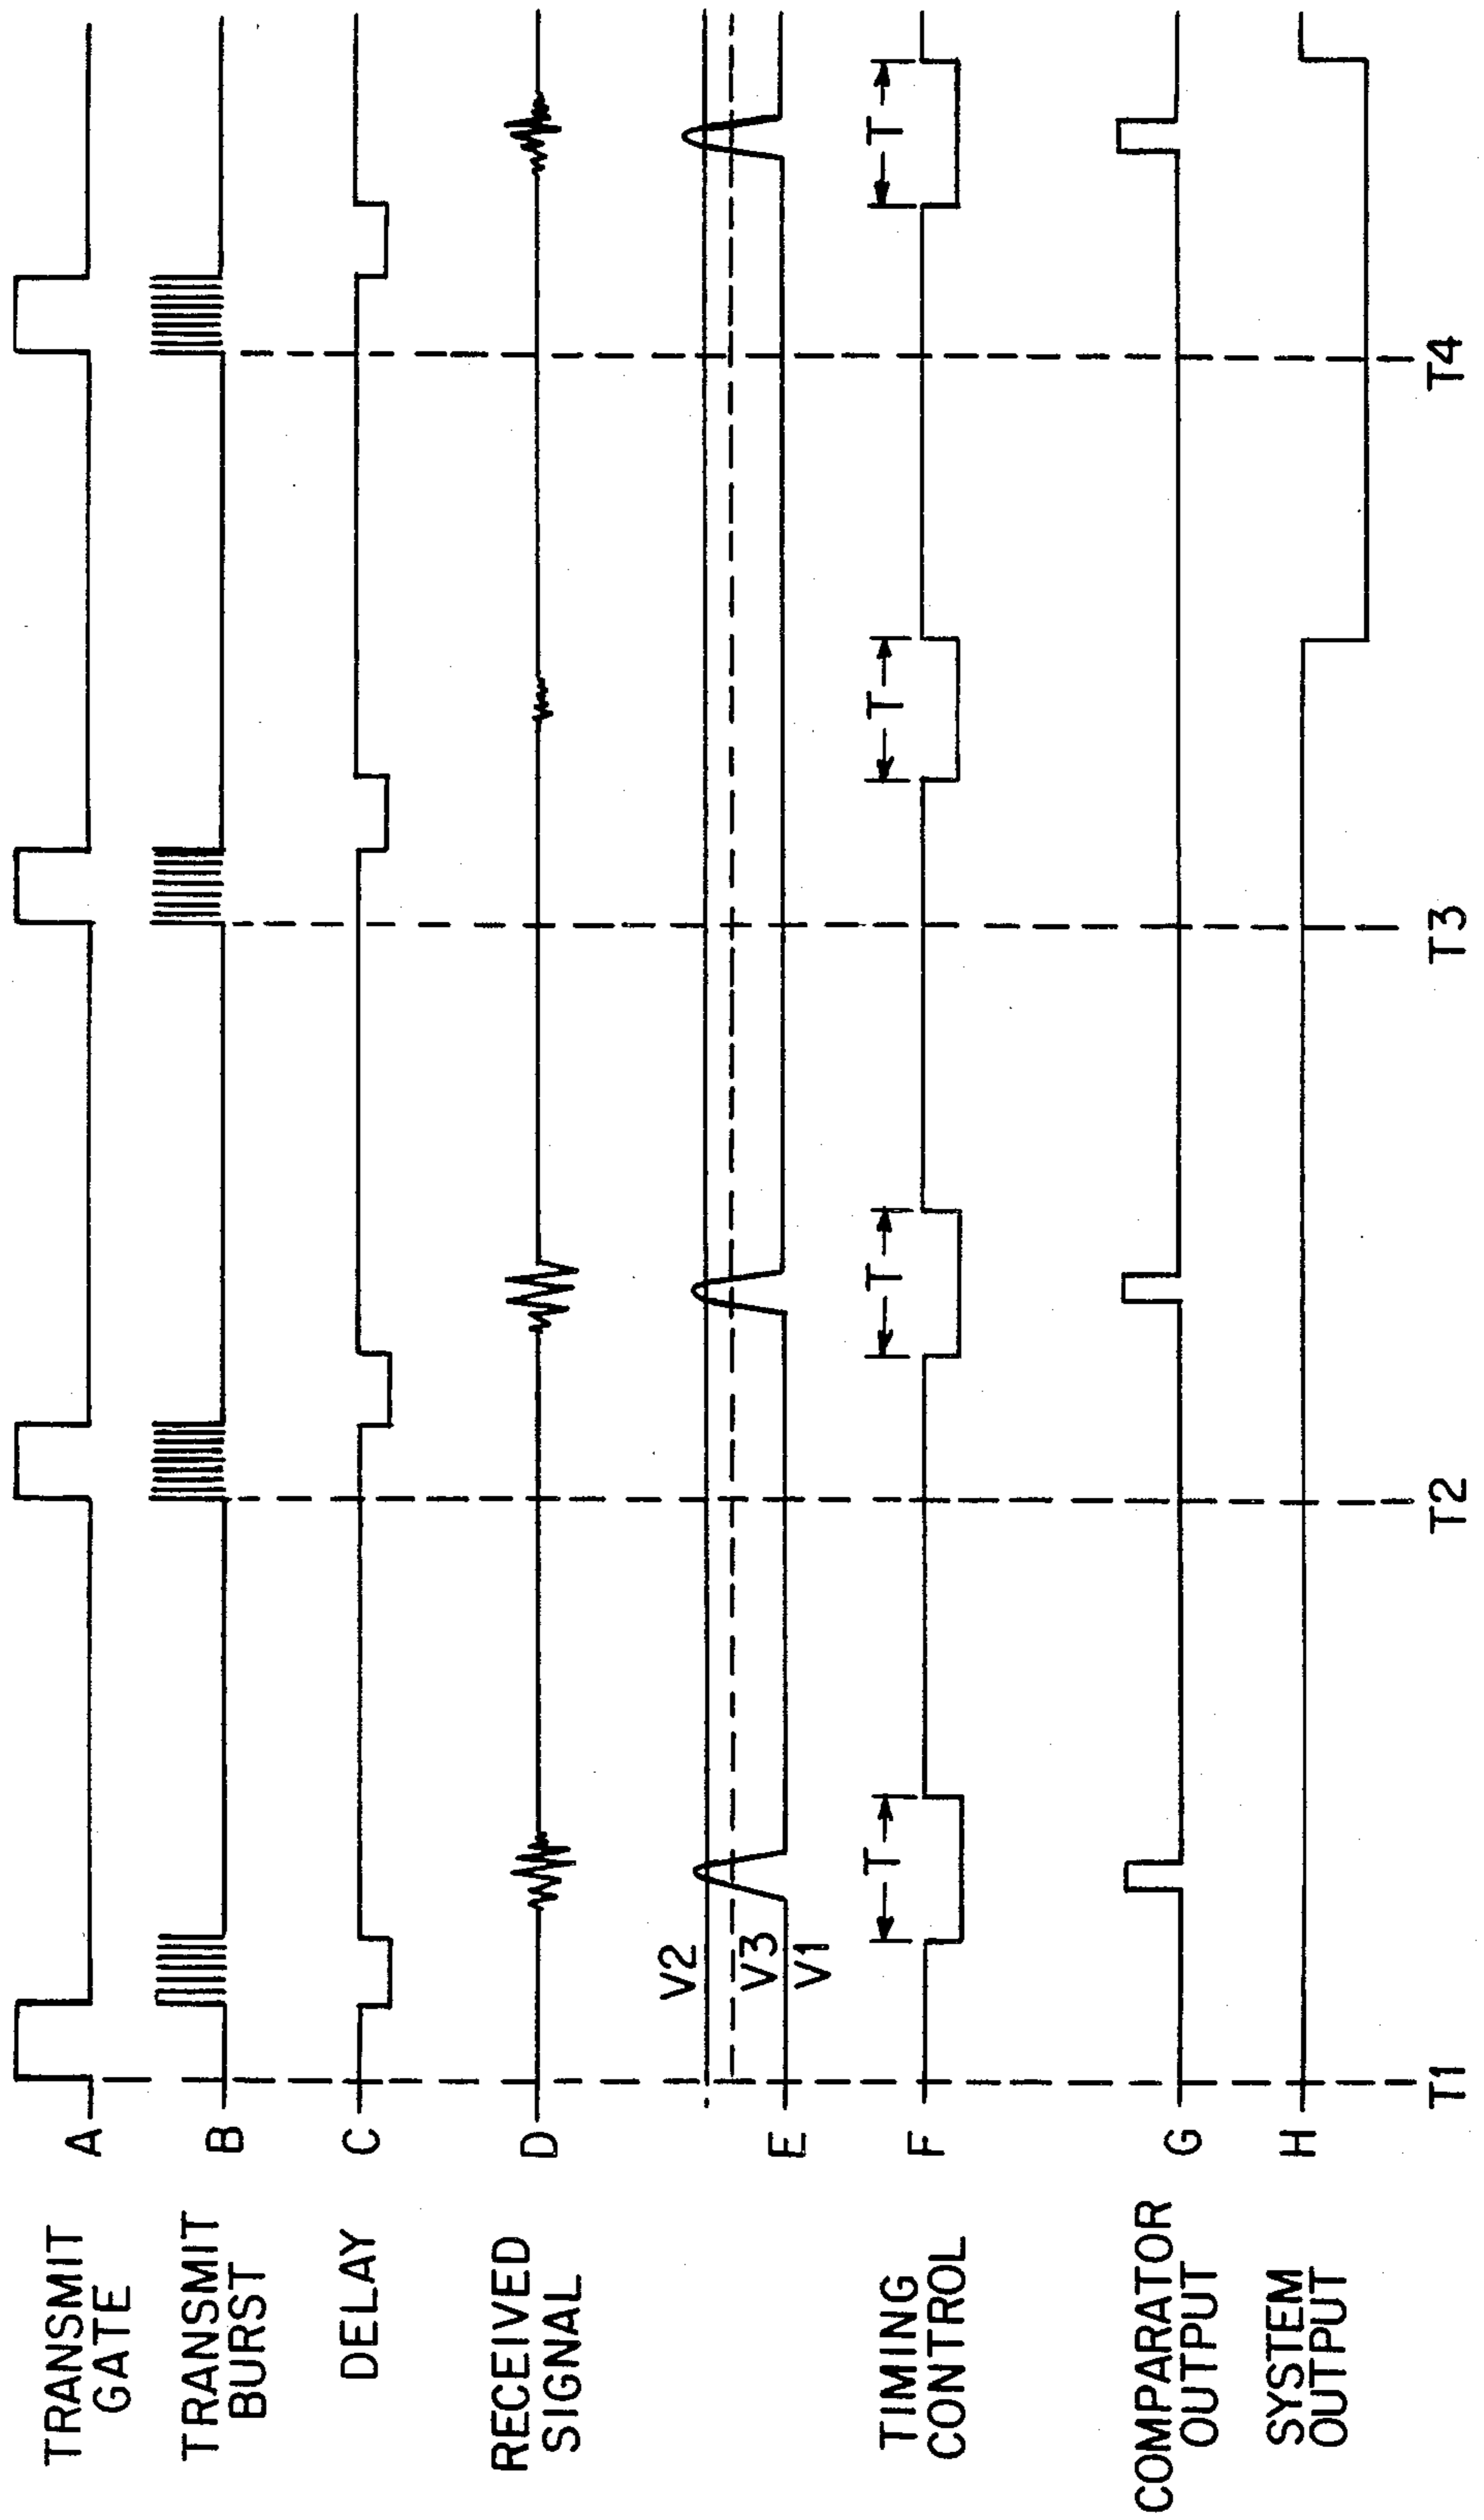 TRANSMIT
GATE
A
TRANSMIT
BURST
B
DELAY
C
RECEIVED
SIGNAL
D
V2
V3
V1
E
TIMING
CONTROL
F
T
T
T
T
COMPARATOR
OUTPUT
G
SYSTEM
OUTPUT
H
T1
T2
T3
T4